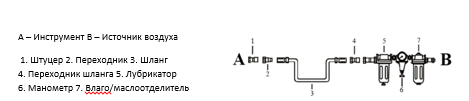 А – Инструмент В – Источник воздуха
1. Штуцер 2. Переходник 3. Шланг
4. Переходник шланга 5. Лубрикатор
6. Манометр 7. Влаго/маслоотделитель
1 2 3 4 5 6 7
A B